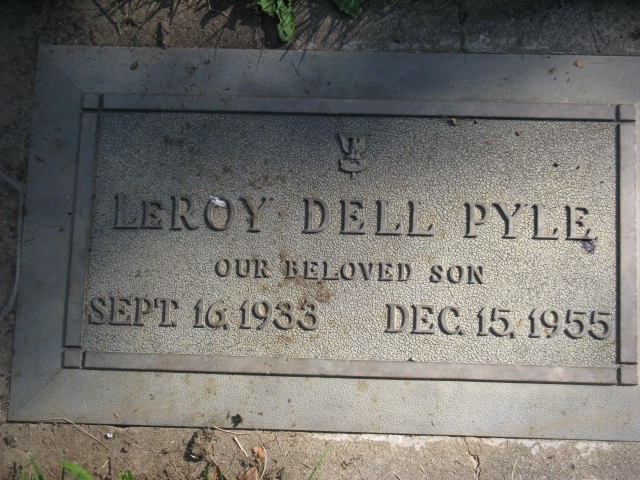 LEROY DELL PYLE
OUR BELOVED SON
SEPT. 16, 1933 DEC. 15, 1955